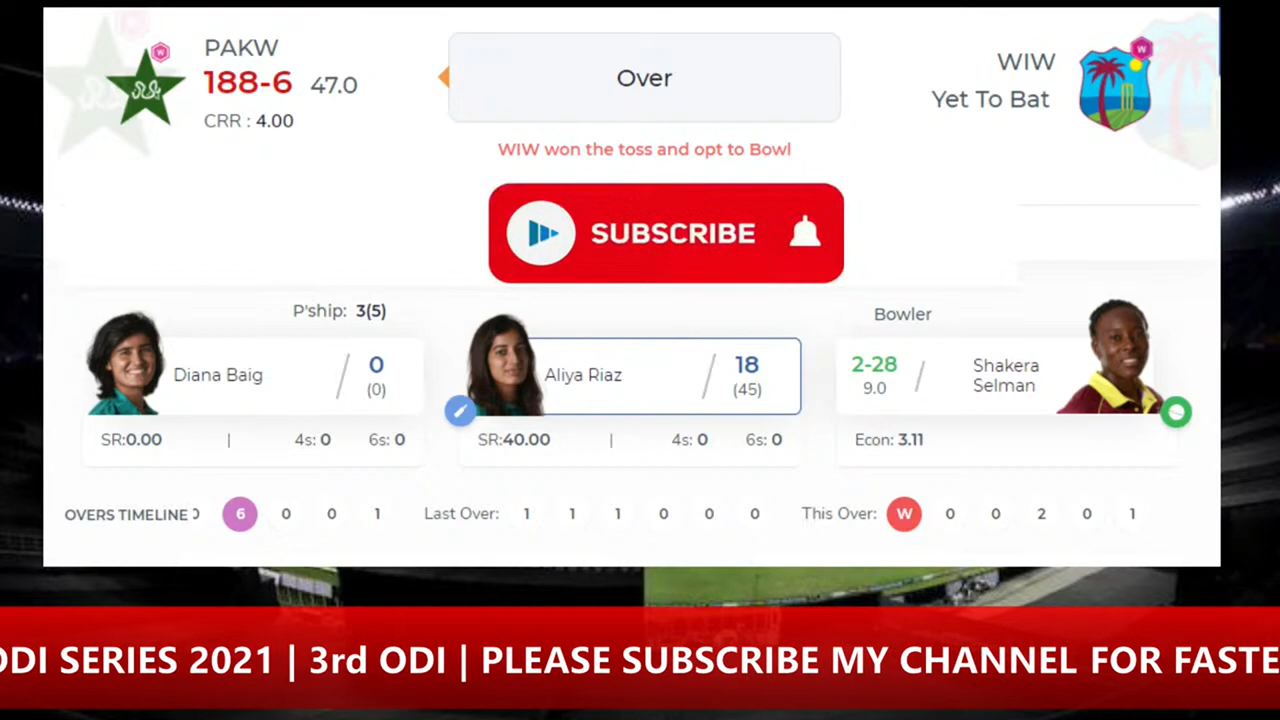 PAKW
188-6 47.0
CRR : 4.00
Over
WIW won the toss and opt to Bowl
WIW
Yet To Bat
W
W
SUBSCRIBE
P'ship: 3(5)
Diana Baig / 0
(0)
SR:0.00 | 4s: 0 6s: 0
Aliya Riaz / 18
(45)
SR:40.00 | 4s: 0 6s: 0
Bowler
2-28 / Shakera
9.0 Selman
Econ: 3.11
OVERS TIMELINE 6 0 0 1 Last Over: 1 1 1 0 0 0 This Over: W 0 0 2 0 1
ODI SERIES 2021 | 3rd ODI | PLEASE SUBSCRIBE MY CHANNEL FOR FASTE